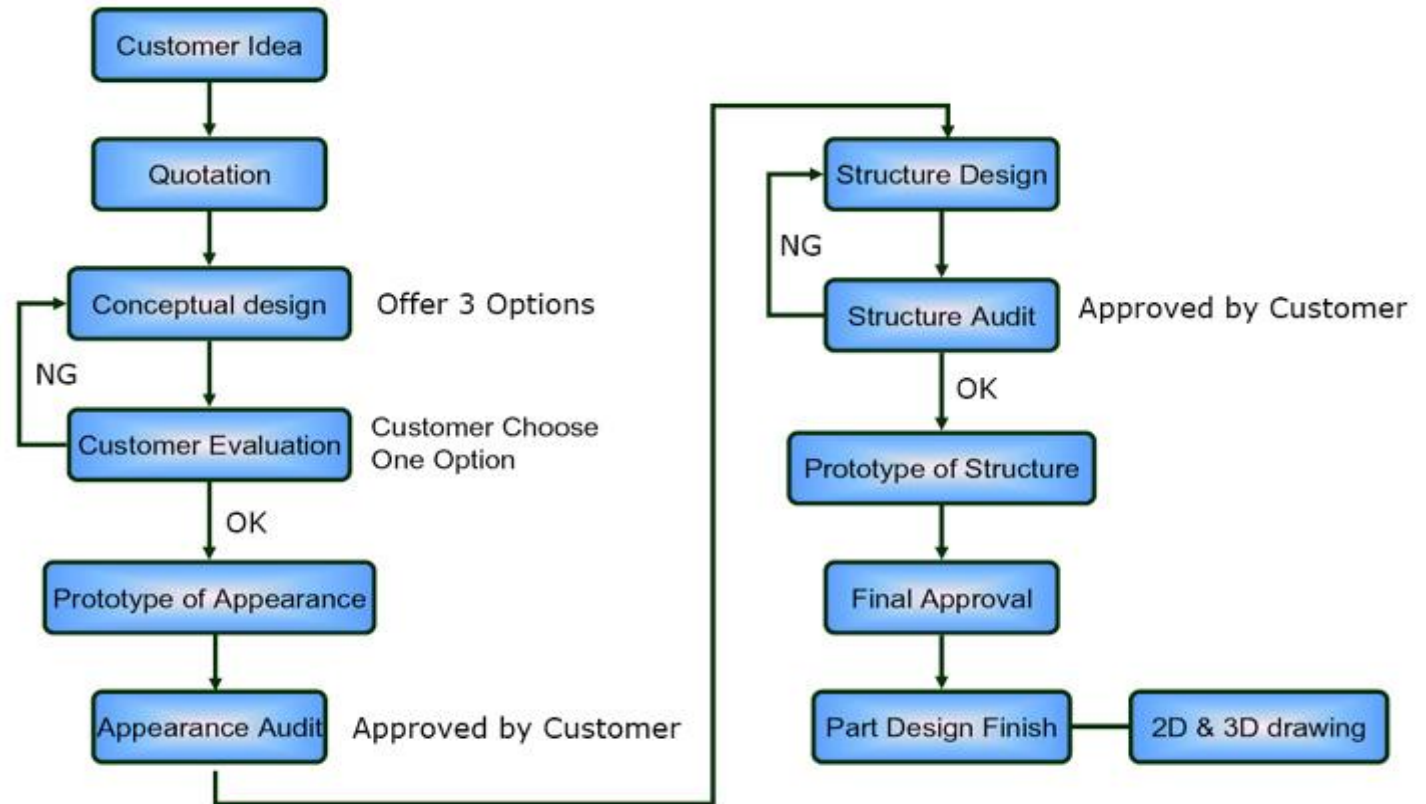 Customer Idea
Quotation
Conceptual design
Offer 3 Options
NG
Customer Evaluation
Customer Choose
One Option
OK
Prototype of Appearance
Appearance Audit
Approved by Customer
Structure Design
NG
Structure Audit
Approved by Customer
OK
Prototype of Structure
Final Approval
Part Design Finish
2D & 3D drawing